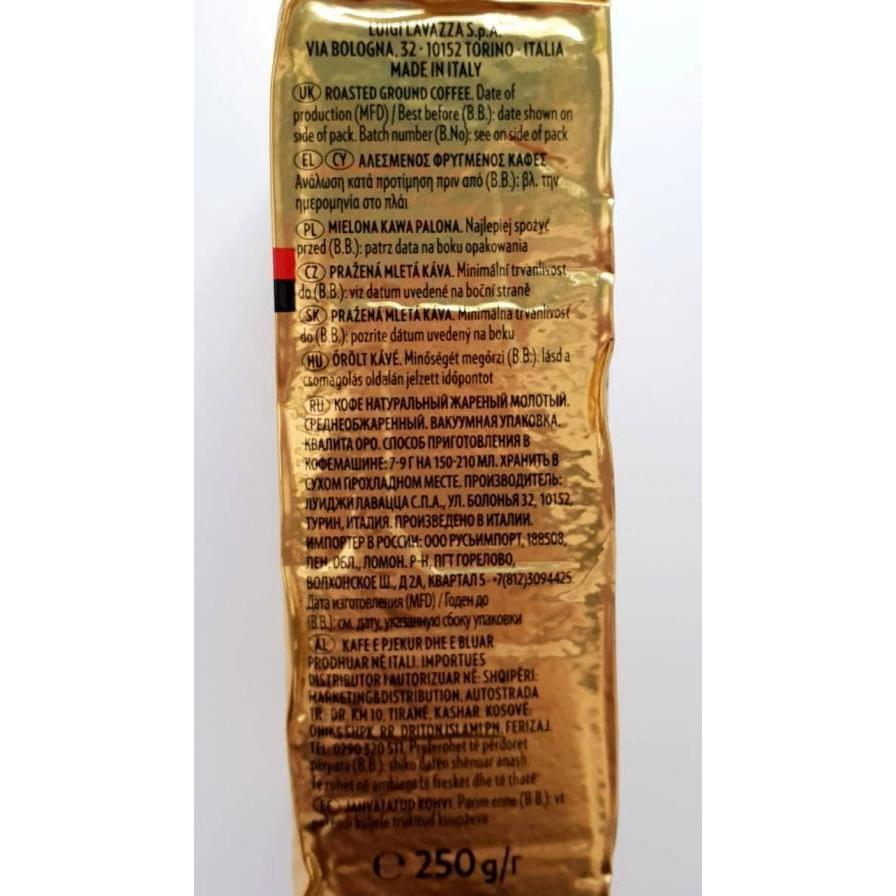 LUIGI LAVAZZA S.p.A.
VIA BOLOGNA, 32 - 10152 TORINO - ITALIA
MADE IN ITALY
UK ROASTED GROUND COFFEE. Date of
production (MFD) / Best before (B.B.): date shown on
side of pack. Batch number (B.No): see on side of pack
EL CY ΑΛΕΣΜΕΝΟΣ ΦΡΥΓΜΕΝΟΣ ΚΑΦΕΣ
Ανάλωση κατά προτίμηση πριν από (B.B.): βλ. την
ημερομηνία στο πλάι
PL MIELONA KAWA PALONA. Najlepiej spożyć
przed (B.B.): patrz data na boku opakowania
CZ PRAŽENÁ MLETÁ KÁVA. Minimální trvanlivost
do (B.B.): viz datum uvedené na boční straně
SK PRAŽENÁ MLETÁ KÁVA. Minimálna trvanlivosť
do (B.B.): pozrite dátum uvedený na boku
HU ŐRÖLT KÁVÉ. Minőségét megőrzi (B.B.): lásd a
csomagolás oldalán jelzett időpontot
RU КОФЕ НАТУРАЛЬНЫЙ ЖАРЕНЫЙ МОЛОТЫЙ.
СРЕДНЕОБЖАРЕННЫЙ. ВАКУУМНАЯ УПАКОВКА.
КВАЛИТА ОРО. СПОСОБ ПРИГОТОВЛЕНИЯ В
КОФЕМАШИНЕ: 7-9 Г НА 150-210 МЛ. ХРАНИТЬ В
СУХОМ ПРОХЛАДНОМ МЕСТЕ. ПРОИЗВОДИТЕЛЬ:
ЛУИДЖИ ЛАВАЦЦА С.П.А., УЛ. БОЛОНЬЯ 32, 10152,
ТУРИН, ИТАЛИЯ. ПРОИЗВЕДЕНО В ИТАЛИИ.
ИМПОРТЕР В РОССИИ: ООО РУСЬИМПОРТ, 188508,
ЛЕН. ОБЛ., ЛОМОН. Р-Н, ПГТ ГОРЕЛОВО,
ВОЛХОНСКОЕ Ш., Д 2А, КВАРТАЛ 5 - +7(812)3094425
Дата изготовления (MFD) / Годен до
(B.B.): см. дату, указанную сбоку упаковки
AL KAFE E PJEKUR DHE E BLUAR
PRODHUAR NË ITALI. IMPORTUES
DISTRIBUTOR I AUTORIZUAR NË: SHQIPËRI:
MARKETING&DISTRIBUTION, AUTOSTRADA
TR. DR. KM 10, TIRANË, KASHAR. KOSOVË:
SHPK, RR. DRITON ISLAMI PN, FERIZAJ.
TEL: 0290 320 511. Preferohet të përdoret
përpara (B.B.): shiko datën shënuar anash.
Të ruhet në ambient të freskët dhe të thatë
JAHVATATUD KOHVI. Parim enne (B.B.): vt
küljele trükitud kuupäeva
℮ 250 g/г